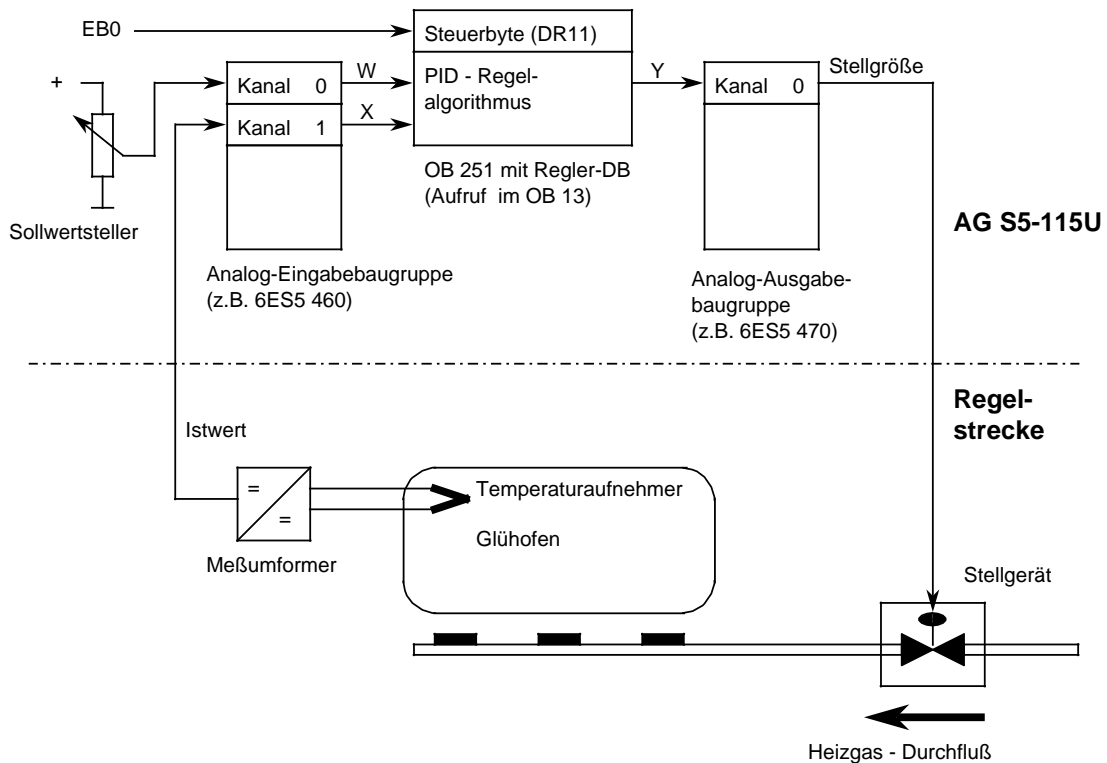 EB0
Steuerbyte (DR11)
+
Kanal 0
W
PID - Regel-
algorithmus
Y
Kanal 0
Stellgröße
Kanal 1
X
OB 251 mit Regler-DB
(Aufruf im OB 13)
Sollwertsteller
AG S5-115U
Analog-Eingabebaugruppe
(z.B. 6ES5 460)
Analog-Ausgabe-
baugruppe
(z.B. 6ES5 470)
Regel-
strecke
Istwert
=
=
Temperaturaufnehmer
Glühofen
Meßumformer
Stellgerät
Heizgas - Durchfluß